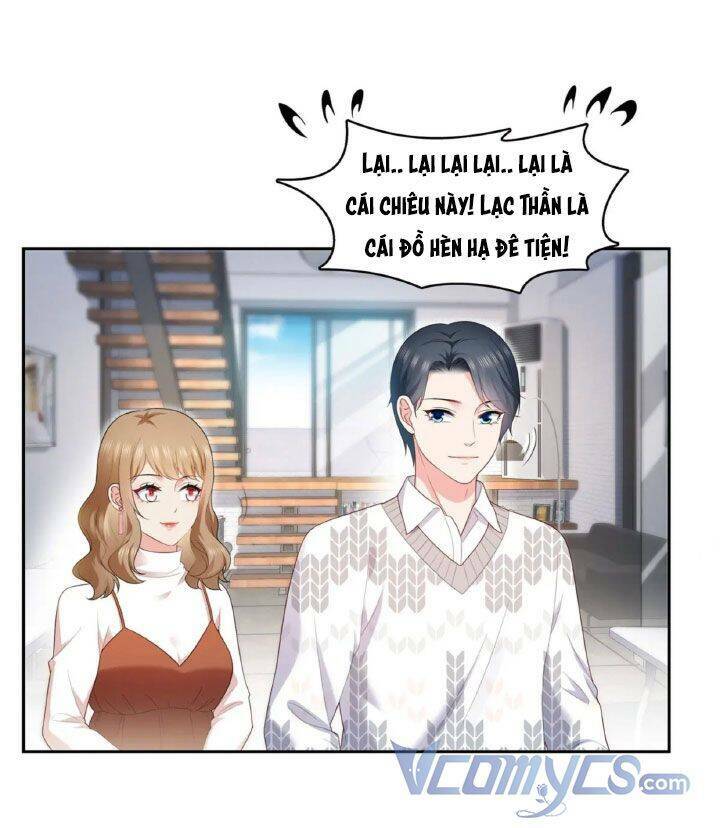 LẠI.. LẠI LẠI LẠI.. LẠI LÀ
CÁI CHIÊU NÀY! LẠC THẦN LÀ
CÁI ĐỒ HÈN HẠ ĐÊ TIỆN!
VCOMYCS.com